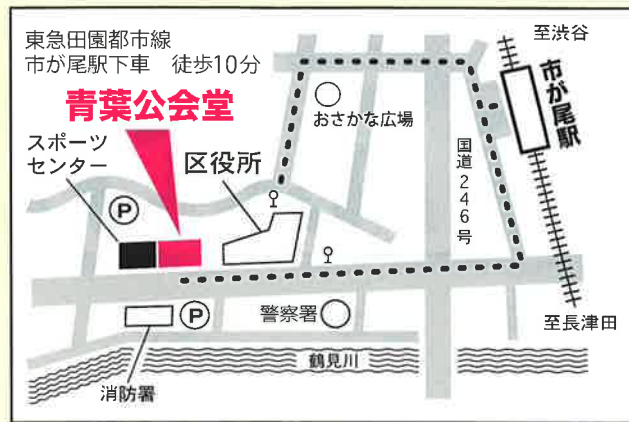 東急田園都市線
市が尾駅下車 徒歩10分
青葉公会堂
スポーツ
センター
区役所
P
おさかな広場
国道246号
至渋谷
市が尾駅
至長津田
P
警察署
消防署
鶴見川